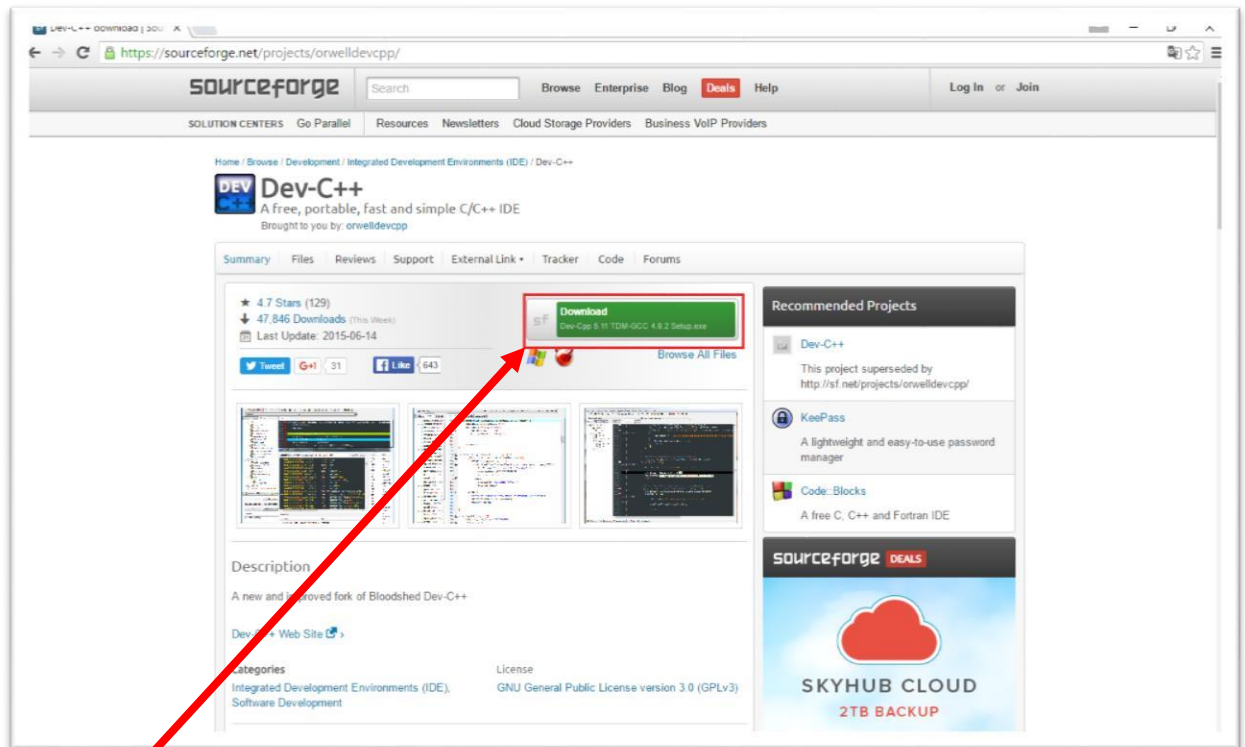 Dev-C++ download | Sou
https://sourceforge.net/projects/orwelldevcpp/
sourceforge
Search
Browse Enterprise Blog Deals Help
Log In or Join
SOLUTION CENTERS Go Parallel Resources Newsletters Cloud Storage Providers Business VoIP Providers
Home / Browse / Development / Integrated Development Environments (IDE) / Dev-C++
DEV C++
Dev-C++
A free, portable, fast and simple C/C++ IDE
Brought to you by: orwelldevcpp
Summary Files Reviews Support External Link Tracker Code Forums
4.7 Stars (129)
47,846 Downloads (This Week)
Last Update: 2015-06-14
Tweet G+1 31 Like 643
sf Download
Dev-Cpp 5.11 TDM-GCC 4.9.2 Setup.exe
Browse All Files
Description
A new and improved fork of Bloodshed Dev-C++
Dev-C++ Web Site ›
Categories
Integrated Development Environments (IDE),
Software Development
License
GNU General Public License version 3.0 (GPLv3)
Recommended Projects
Dev-C++
This project superseded by
http://sf.net/projects/orwelldevcpp/
KeePass
A lightweight and easy-to-use password
manager
Code::Blocks
A free C, C++ and Fortran IDE
sourceforge DEALS
SKYHUB CLOUD
2TB BACKUP